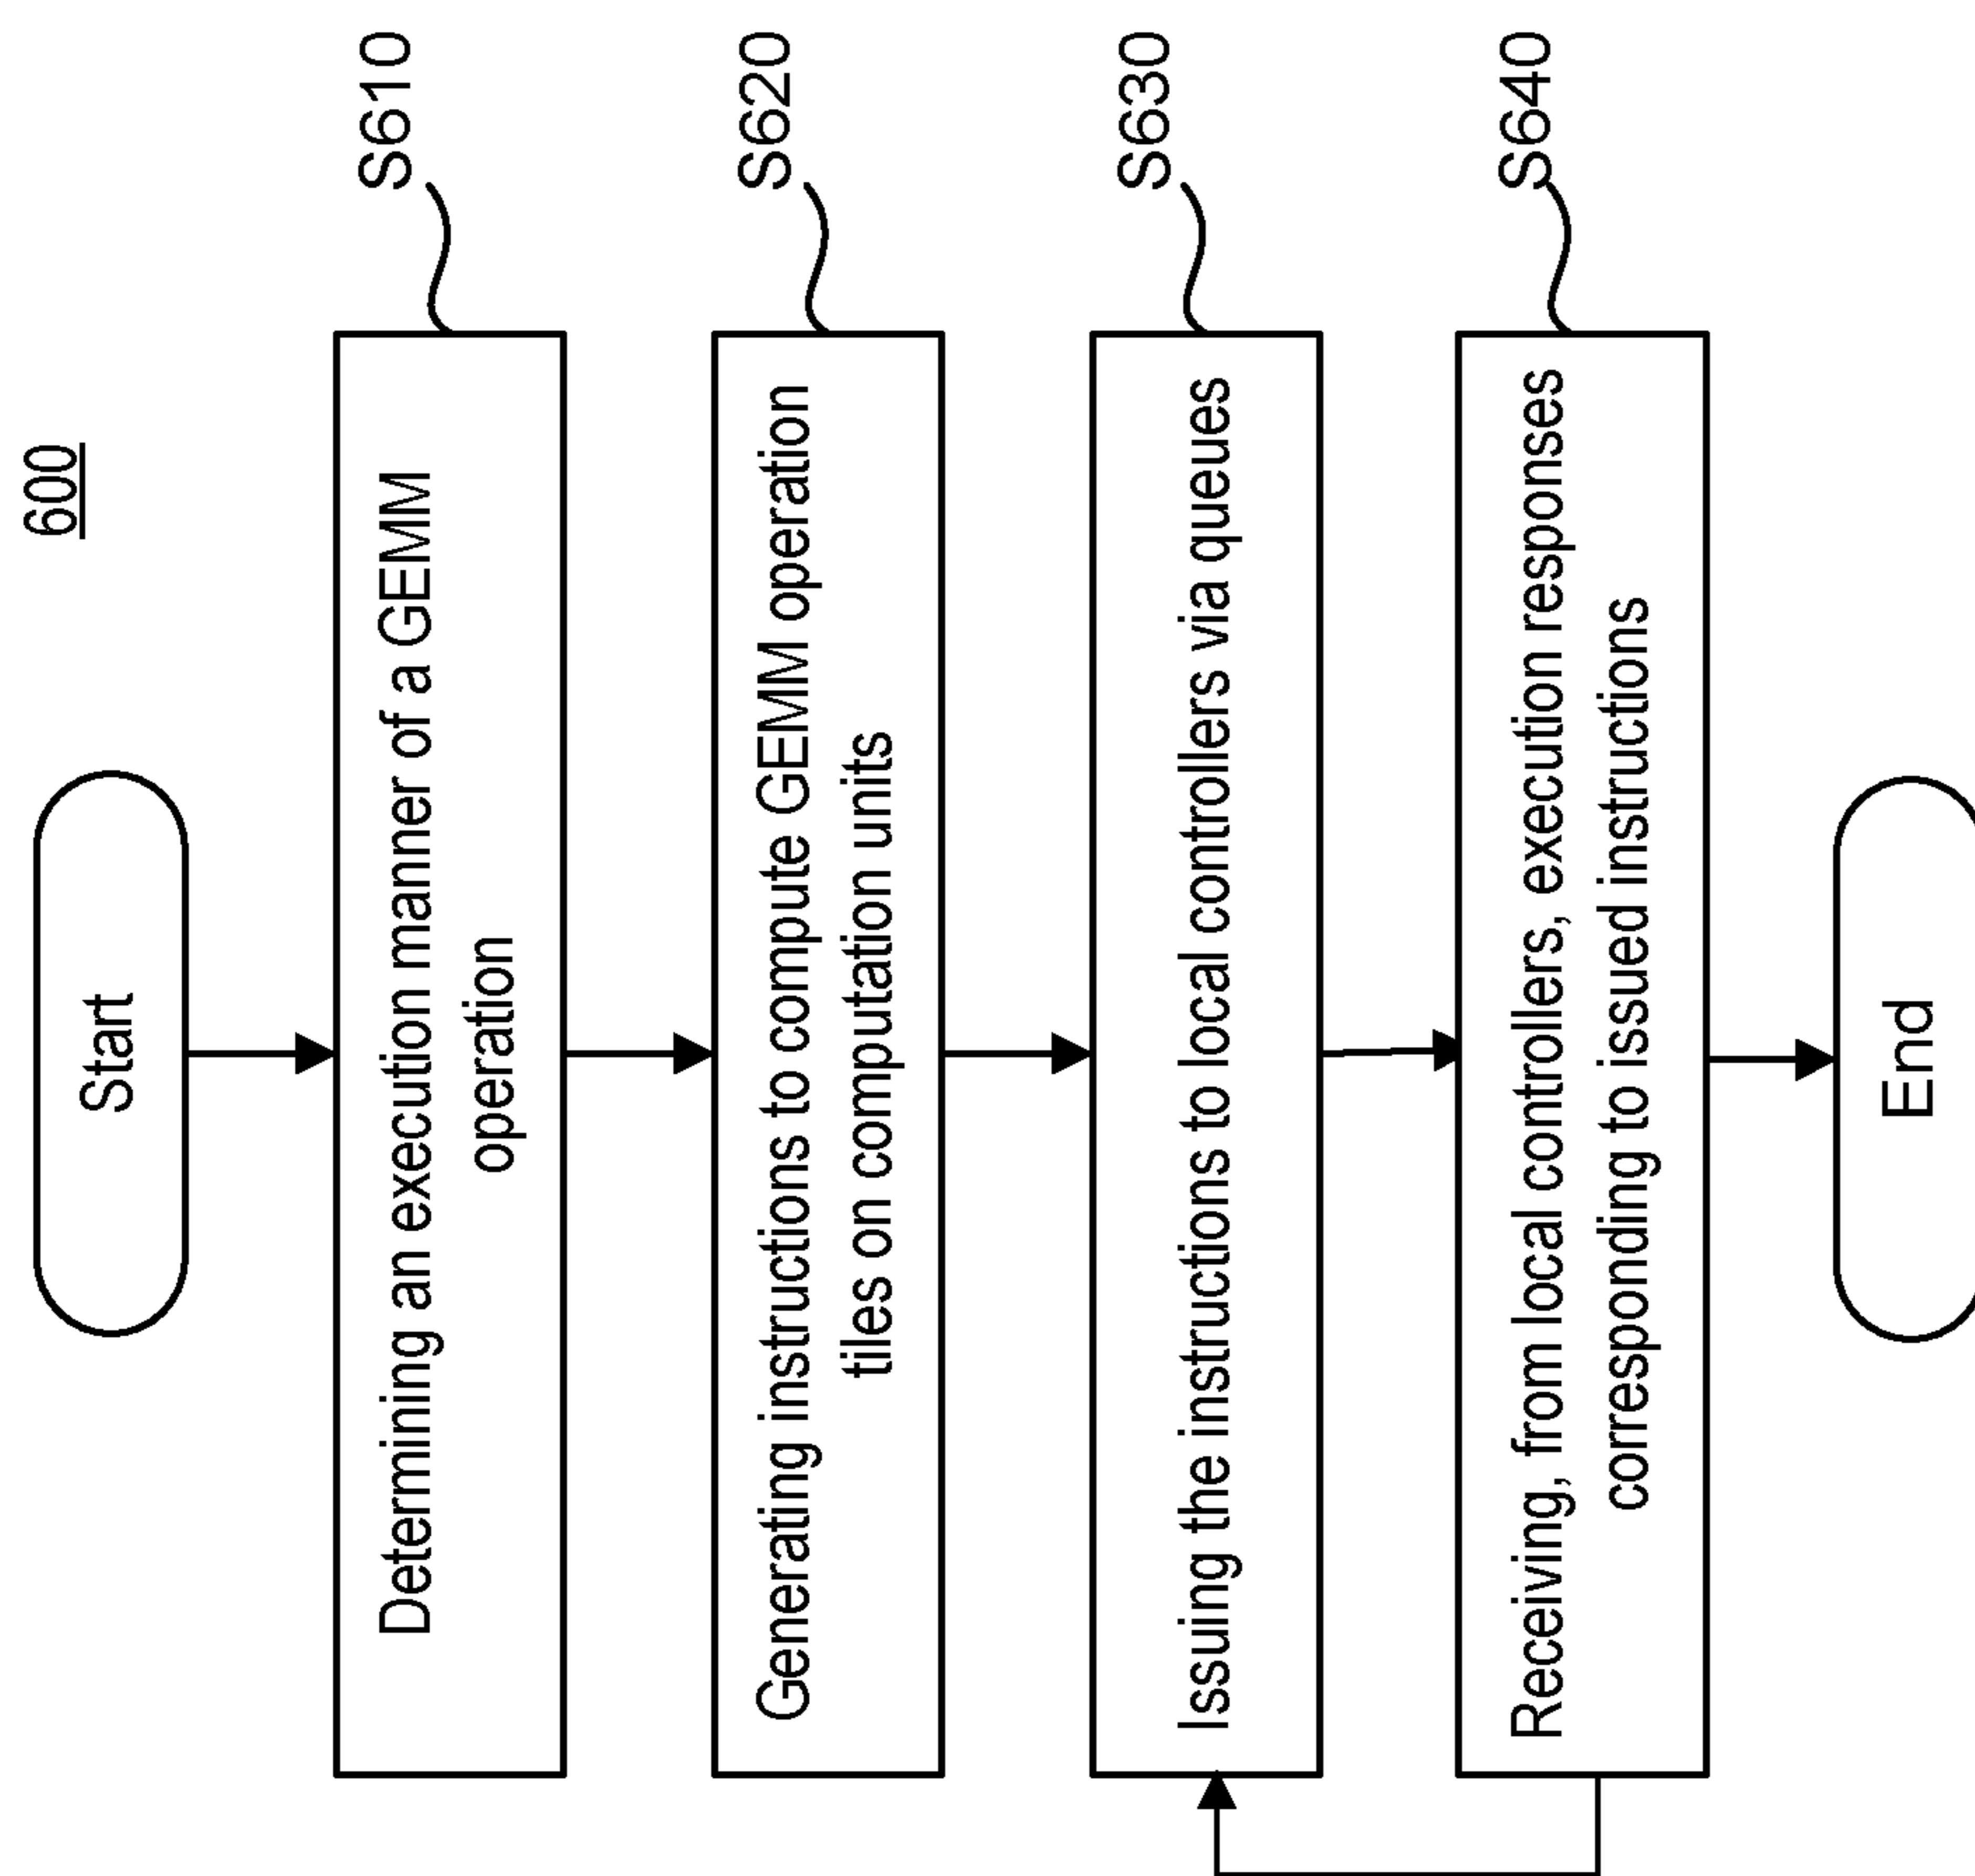 600
Start
Determining an execution manner of a GEMM
operation
S610
Generating instructions to compute GEMM operation
tiles on computation units
S620
Issuing the instructions to local controllers via queues
S630
Receiving, from local controllers, execution responses
corresponding to issued instructions
S640
End